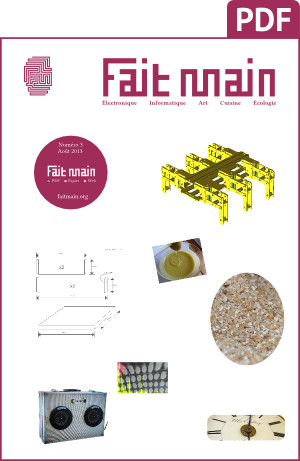 PDF
Fait main
Électronique Informatique Art Cuisine Écologie
Numéro 3
Août 2013
Fait main
faitmain.org
x2
x2